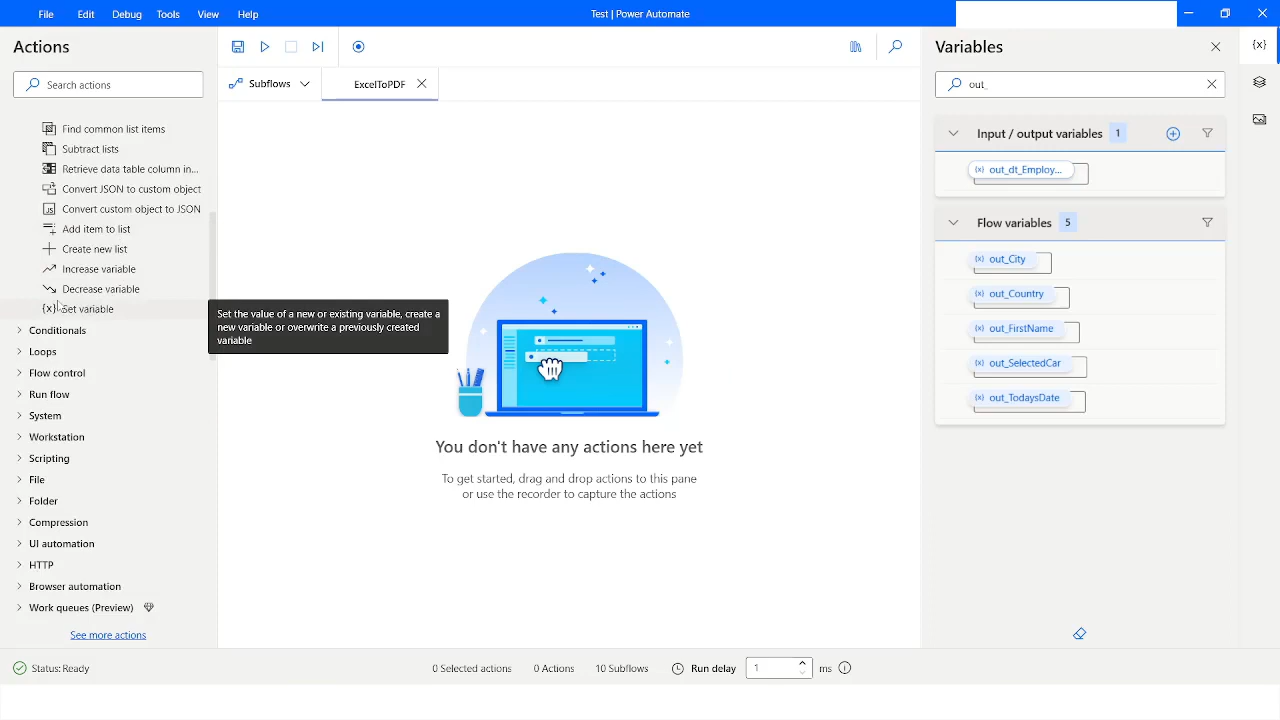 File Edit Debug Tools View Help
Test | Power Automate
Actions
Search actions
Find common list items
Subtract lists
Retrieve data table column in...
Convert JSON to custom object
Convert custom object to JSON
Add item to list
Create new list
Increase variable
Decrease variable
{x} Set variable
Conditionals
Loops
Flow control
Run flow
System
Workstation
Scripting
File
Folder
Compression
UI automation
HTTP
Browser automation
Work queues (Preview)
See more actions
Subflows
ExcelToPDF
Set the value of a new or existing variable, create a
new variable or overwrite a previously created
variable
You don't have any actions here yet
To get started, drag and drop actions to this pane
or use the recorder to capture the actions
Variables
{x}
out_
Input / output variables 1
(x) out_dt_Employ...
Flow variables 5
(x) out_City
(x) out_Country
(x) out_FirstName
(x) out_SelectedCar
(x) out_TodaysDate
Status: Ready
0 Selected actions
0 Actions
10 Subflows
Run delay 1 ms